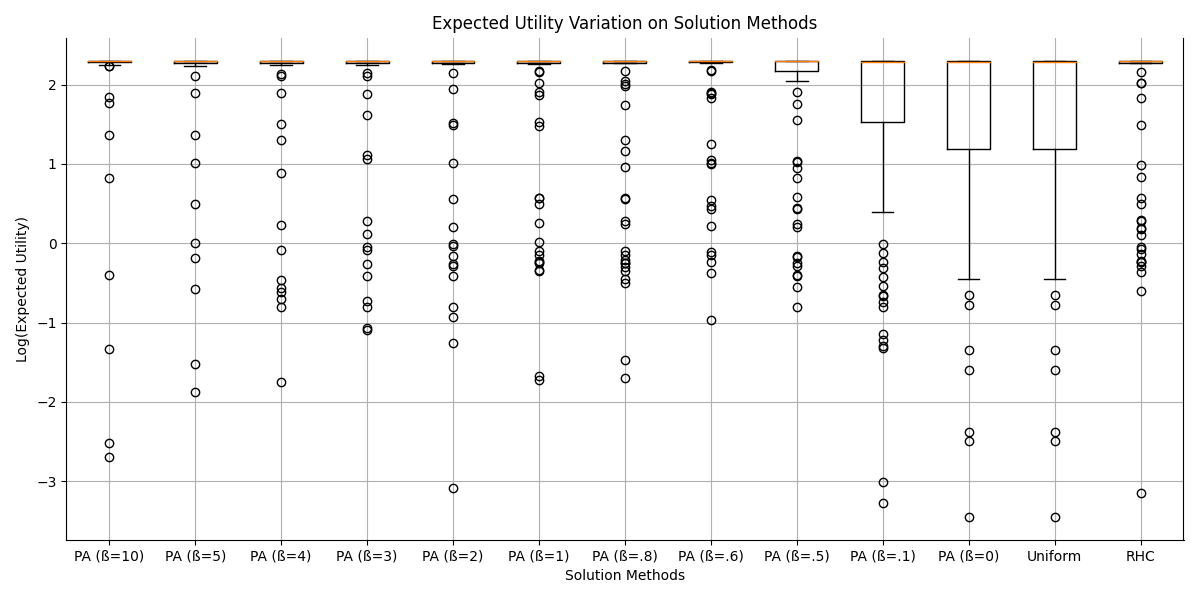 Expected Utility Variation on Solution Methods
Log(Expected Utility)
2
1
0
−1
−2
−3
PA (ß=10) PA (ß=5) PA (ß=4) PA (ß=3) PA (ß=2) PA (ß=1) PA (ß=.8) PA (ß=.6) PA (ß=.5) PA (ß=.1) PA (ß=0) Uniform RHC
Solution Methods